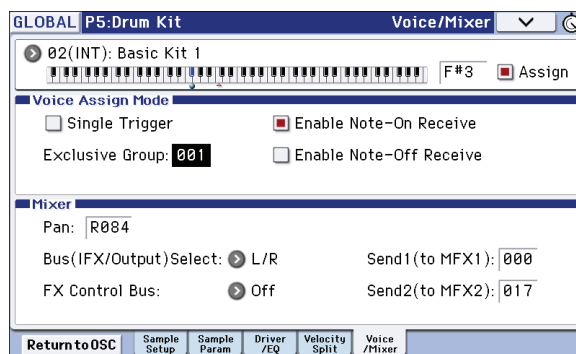 GLOBAL P5:Drum Kit Voice/Mixer
02(INT): Basic Kit 1
F#3 Assign
Voice Assign Mode
Single Trigger Enable Note-On Receive
Exclusive Group: 001 Enable Note-Off Receive
Mixer
Pan: R084
Bus(IFX/Output)Select: L/R Send1(to MFX1): 000
FX Control Bus: Off Send2(to MFX2): 017
Return to OSC Sample Setup Sample Param Driver /EQ Velocity Split Voice /Mixer